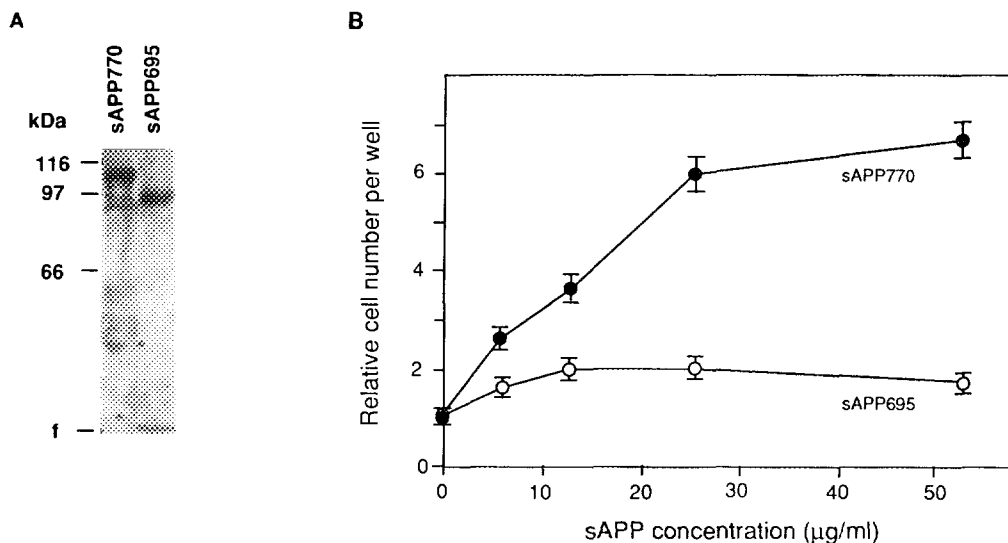 A
sAPP770
sAPP695
kDa
116
97
66
f
B
Relative cell number per well
6
4
2
0
sAPP770
sAPP695
0 10 20 30 40 50
sAPP concentration (μg/ml)